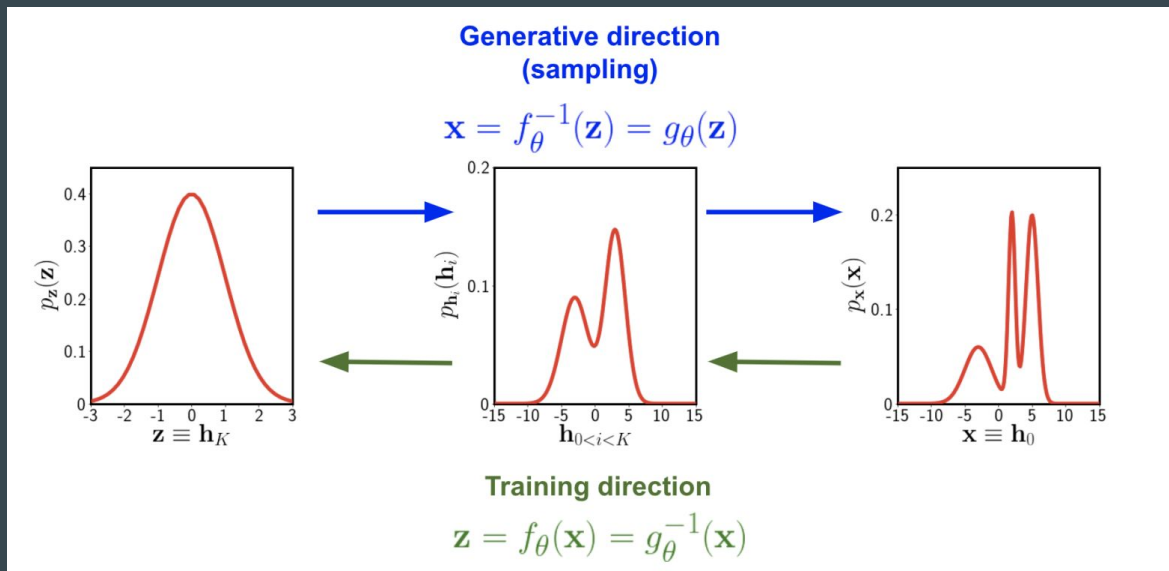 Generative direction
(sampling)
x = f_θ^{-1}(z) = g_θ(z)
0.4
0.3
0.2
0.1
0
p_z(z)
-3 -2 -1 0 1 2 3
z ≡ h_K
0.2
0.1
0
p_{h_i}(h_i)
-15 -10 -5 0 5 10 15
h_{0<i<K}
0.2
0.1
0
p_x(x)
-15 -10 -5 0 5 10 15
x ≡ h_0
Training direction
z = f_θ(x) = g_θ^{-1}(x)